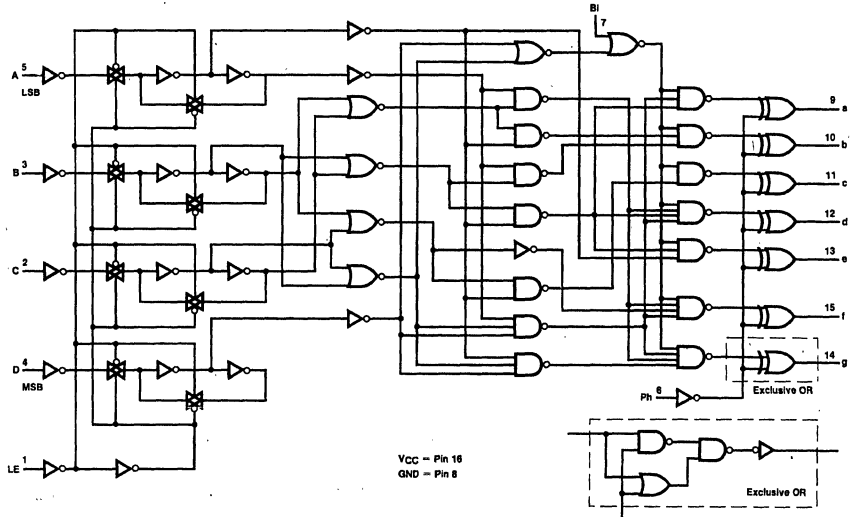 BI
7
A 5
LSB
9 a
10 b
B 3
11 c
12 d
C 2
13 e
15 f
D 4
MSB
14 g
Exclusive OR
Ph 6
LE 1
VCC = Pin 16
GND = Pin 8
Exclusive OR